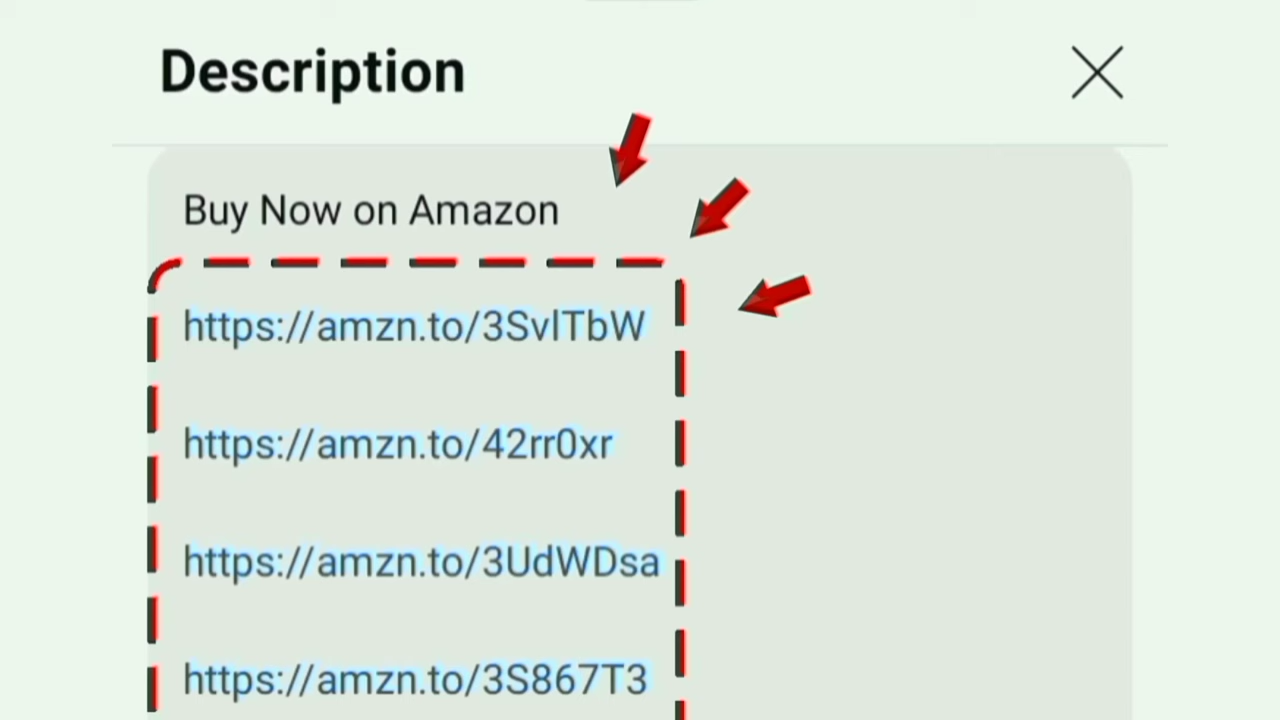 Description
Buy Now on Amazon
https://amzn.to/3SvlTbW
https://amzn.to/42rr0xr
https://amzn.to/3UdWDsa
https://amzn.to/3S867T3